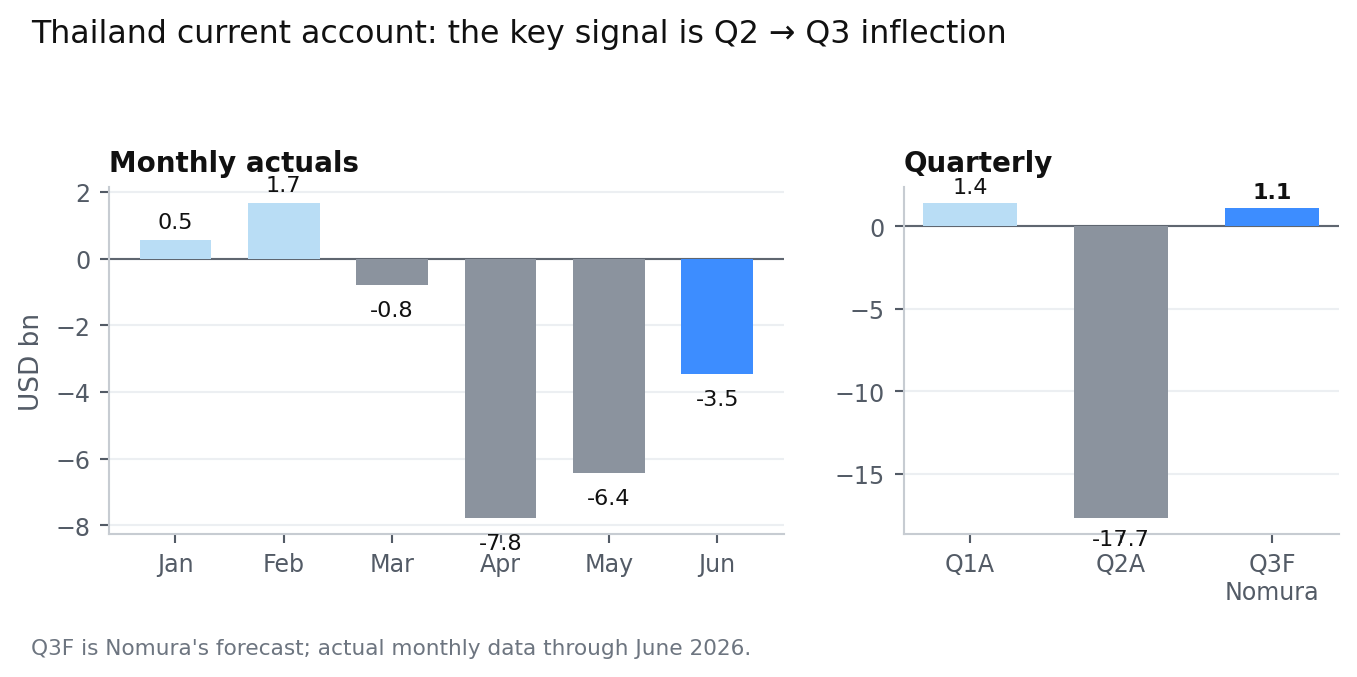 Thailand current account: the key signal is Q2 → Q3 inflection
Monthly actuals
USD bn
2
0
−2
−4
−6
−8
0.5
1.7
-0.8
-7.8
-6.4
-3.5
Jan Feb Mar Apr May Jun
Quarterly
0
−5
−10
−15
1.4
-17.7
1.1
Q1A Q2A Q3F
Nomura
Q3F is Nomura's forecast; actual monthly data through June 2026.